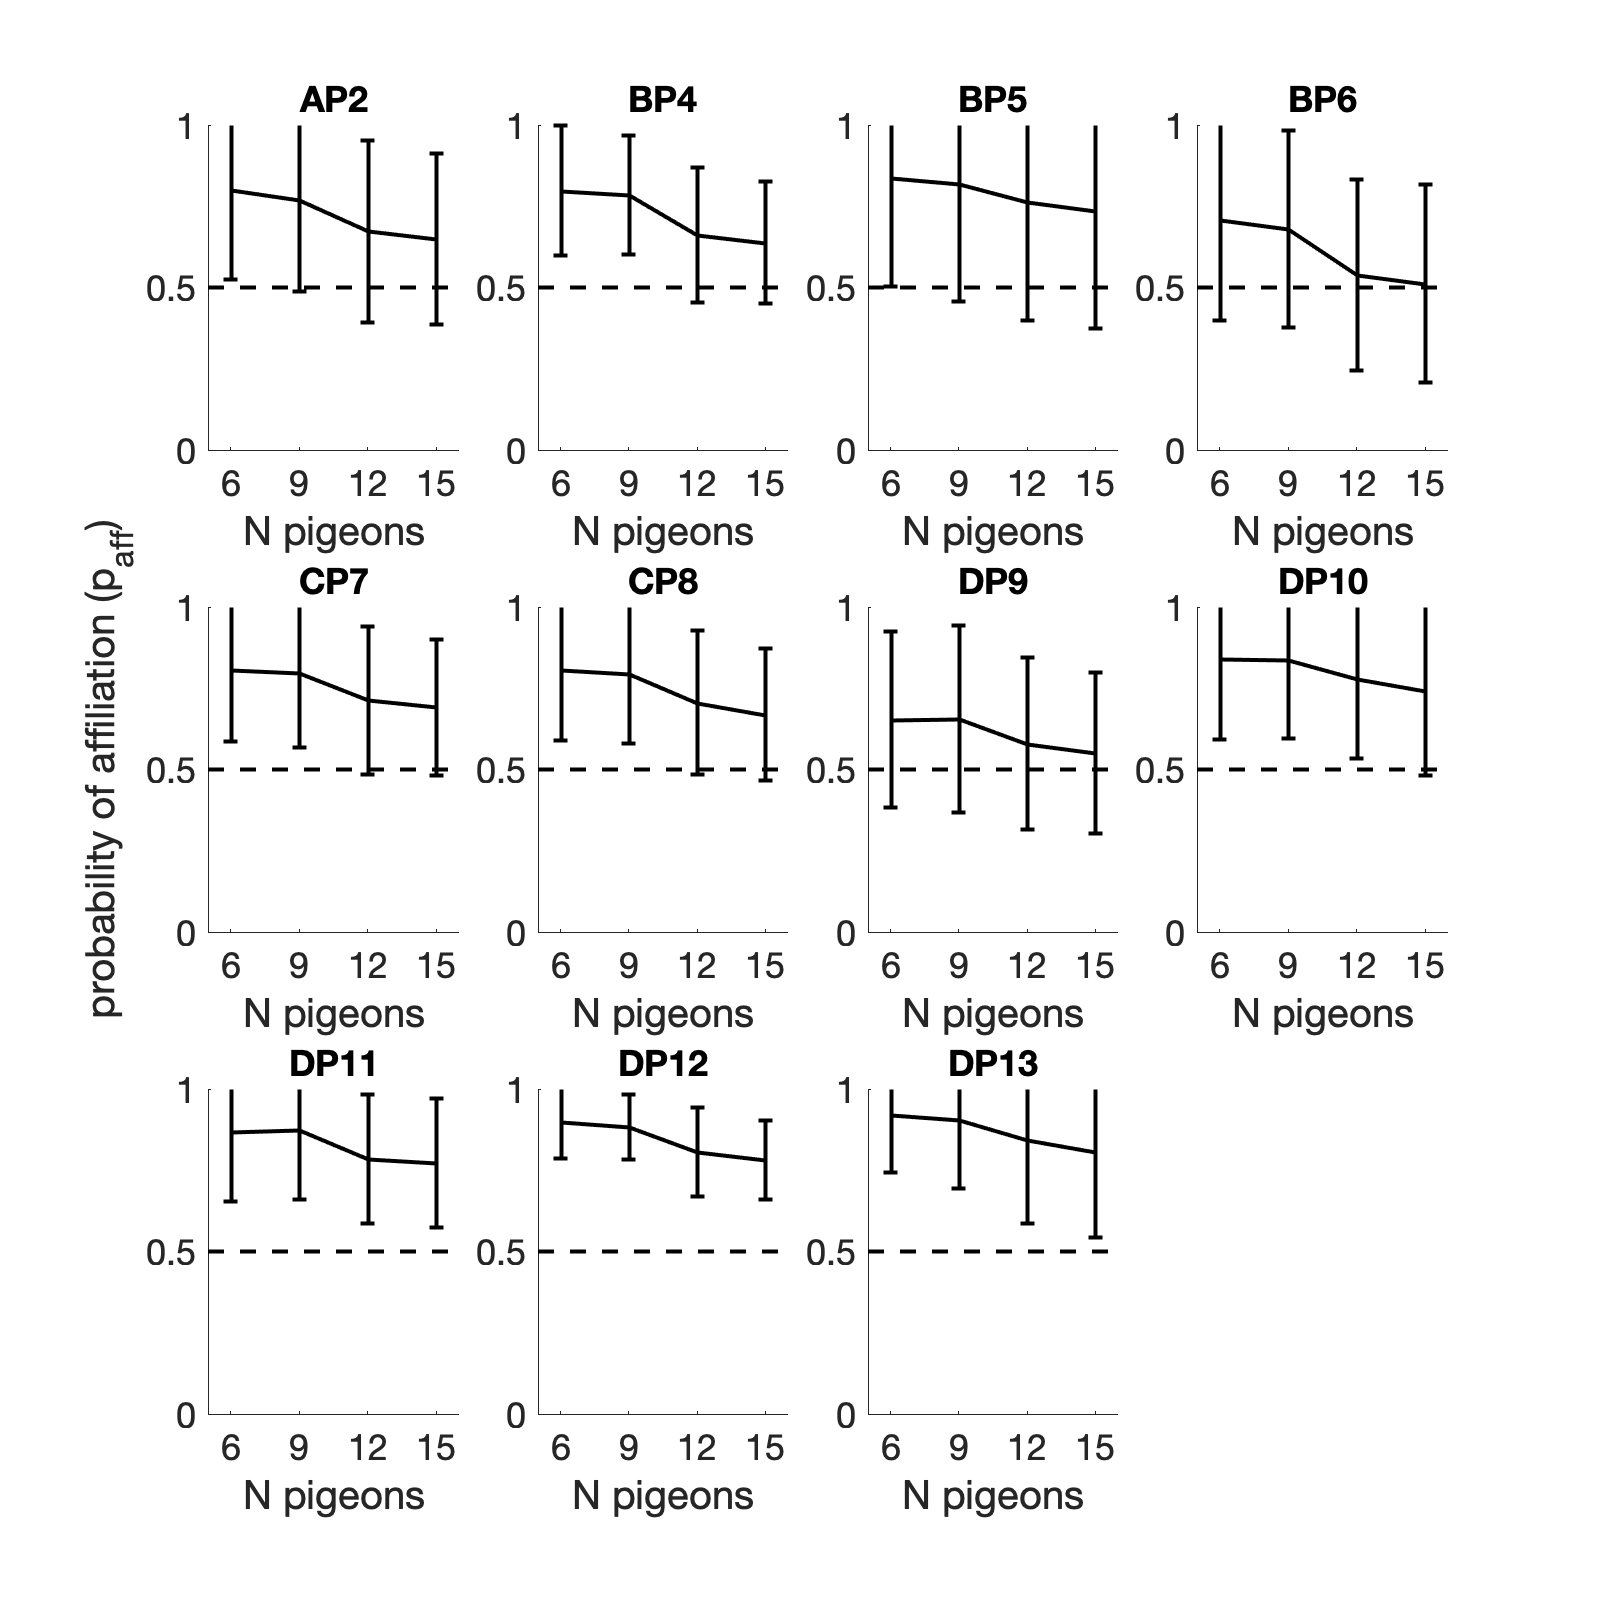 AP2 BP4 BP5 BP6
1 1 1 1
0.5 0.5 0.5 0.5
0 0 0 0
6 9 12 15 6 9 12 15 6 9 12 15 6 9 12 15
N pigeons N pigeons N pigeons N pigeons
probability of affiliation (p_aff)
CP7 CP8 DP9 DP10
1 1 1 1
0.5 0.5 0.5 0.5
0 0 0 0
6 9 12 15 6 9 12 15 6 9 12 15 6 9 12 15
N pigeons N pigeons N pigeons N pigeons
DP11 DP12 DP13
1 1 1
0.5 0.5 0.5
0 0 0
6 9 12 15 6 9 12 15 6 9 12 15
N pigeons N pigeons N pigeons